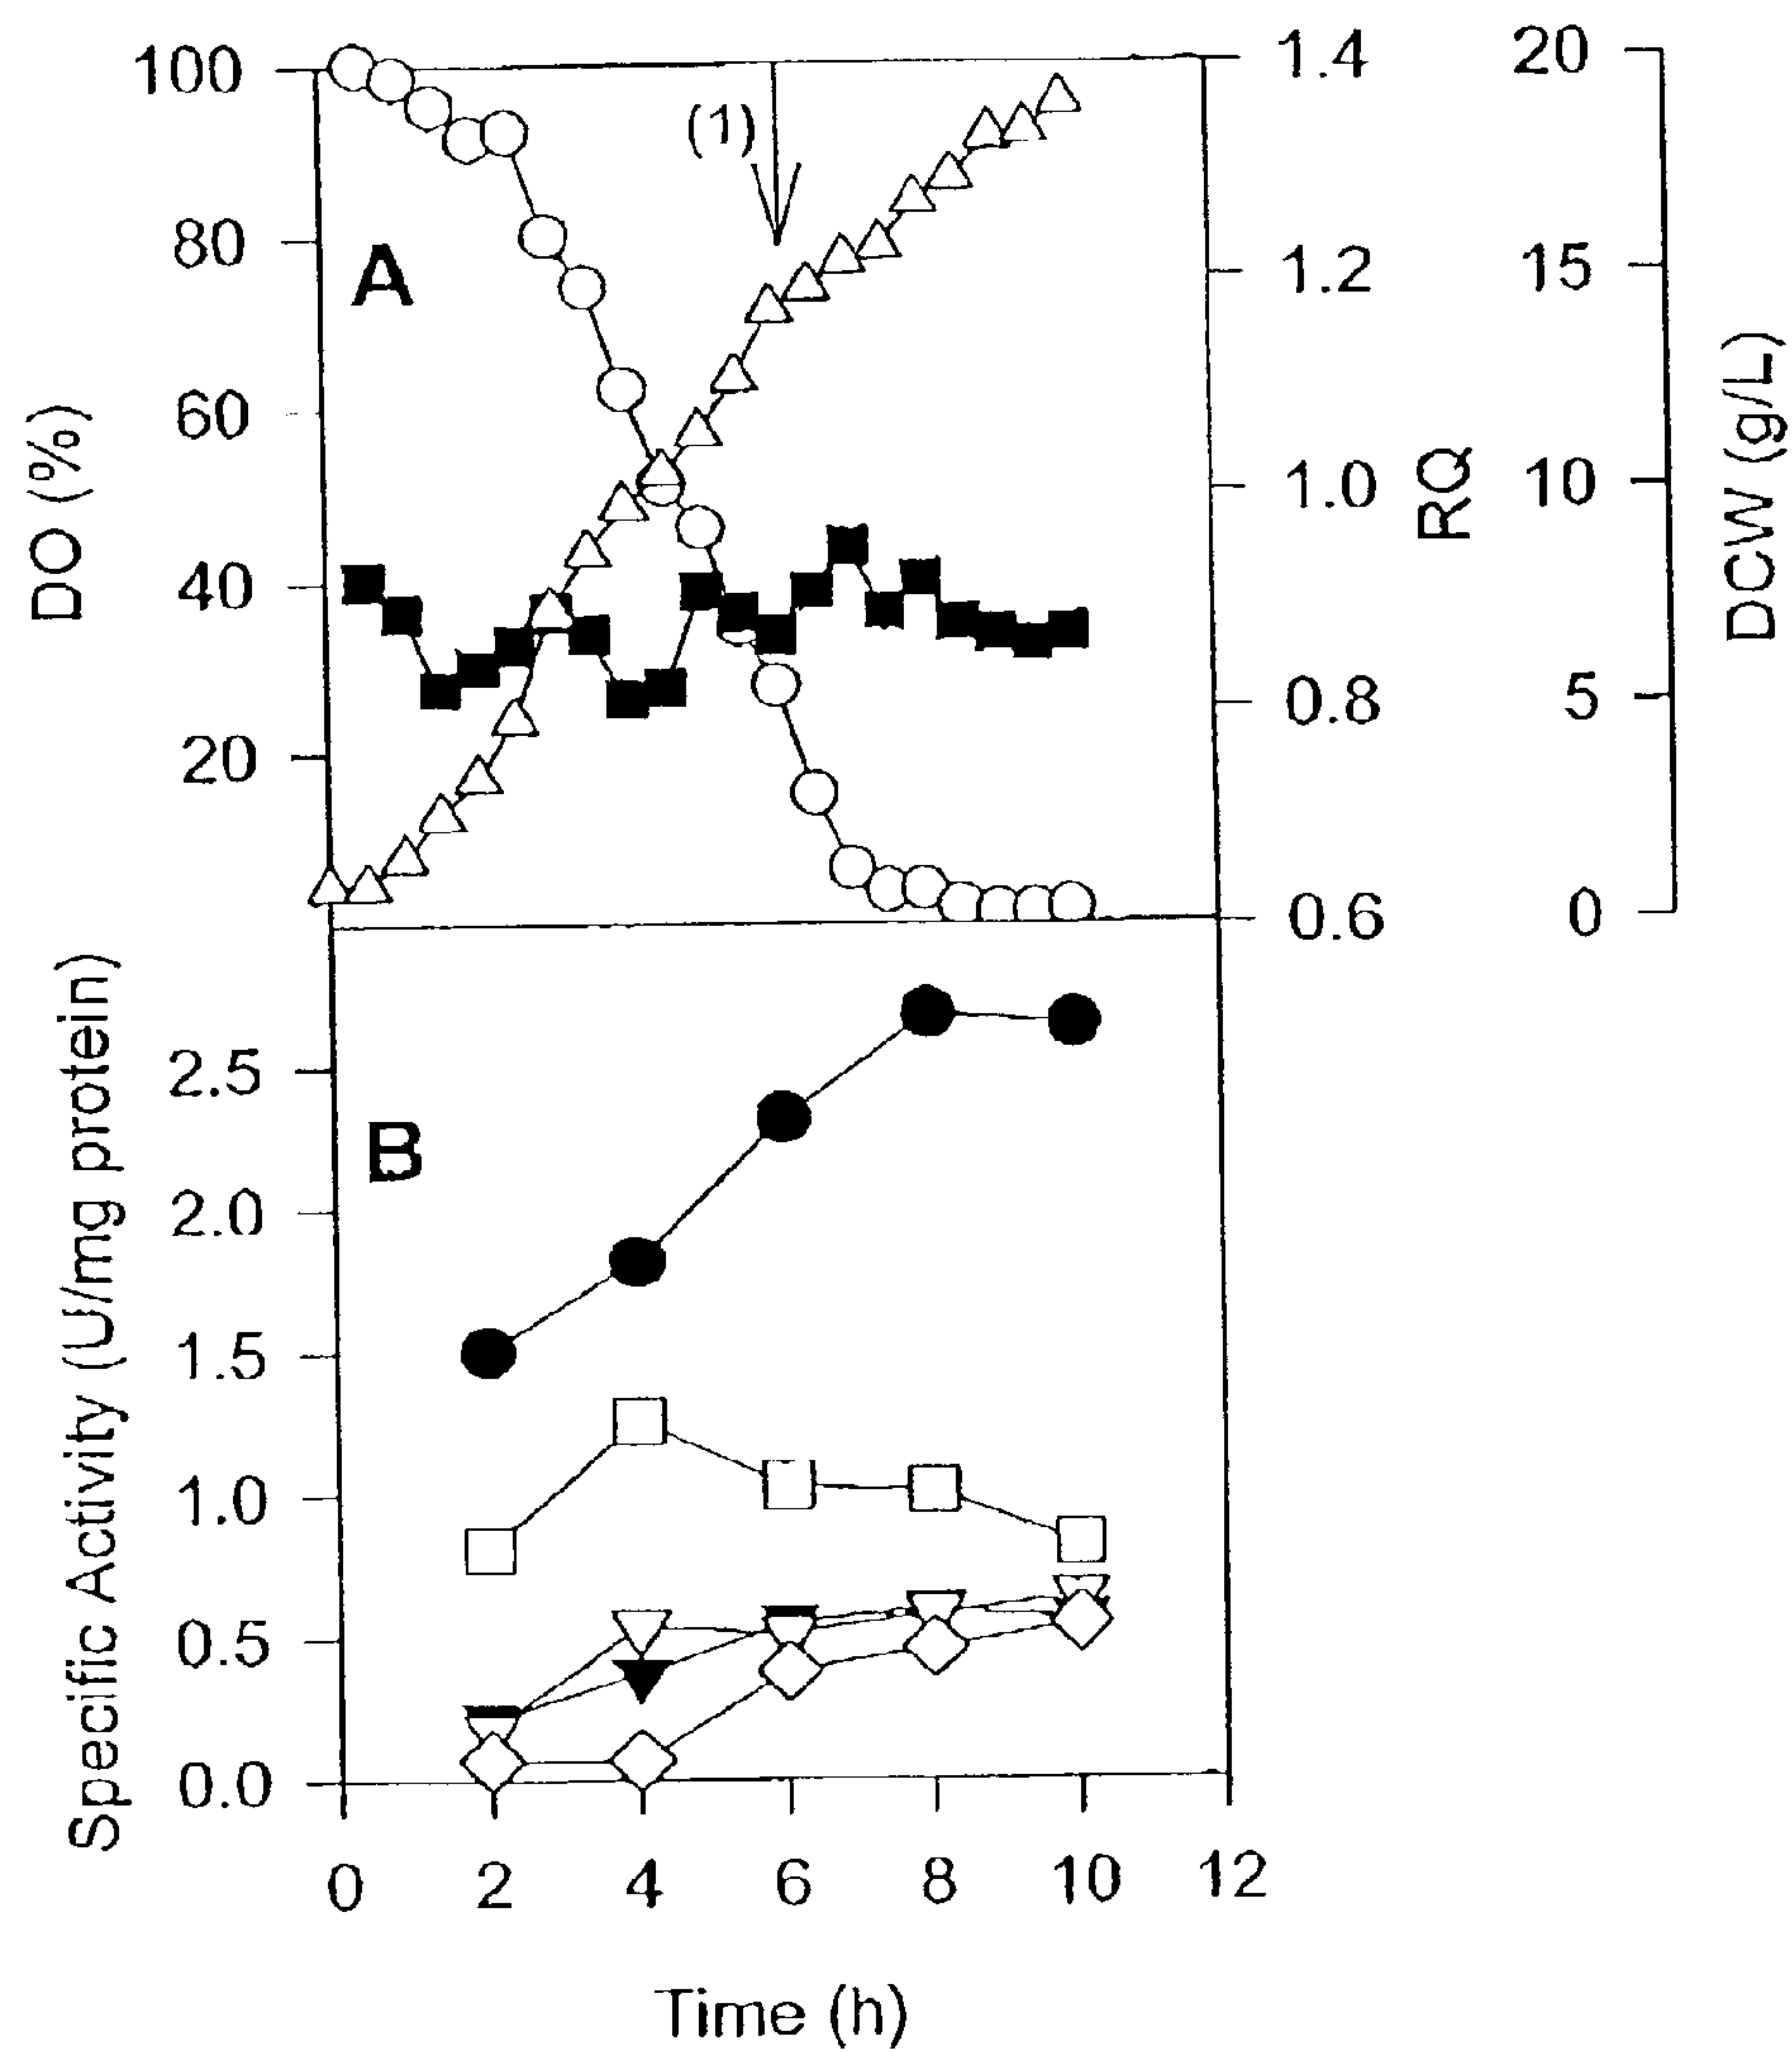 100 1.4 20
(1)
80 A 1.2 15
60
DO (%) 1.0 RQ 10 DCW (g/L)
40
0.8 5
20
0.6 0
Specific Activity (U/mg protein)
2.5
B
2.0
1.5
1.0
0.5
0.0
0 2 4 6 8 10 12
Time (h)